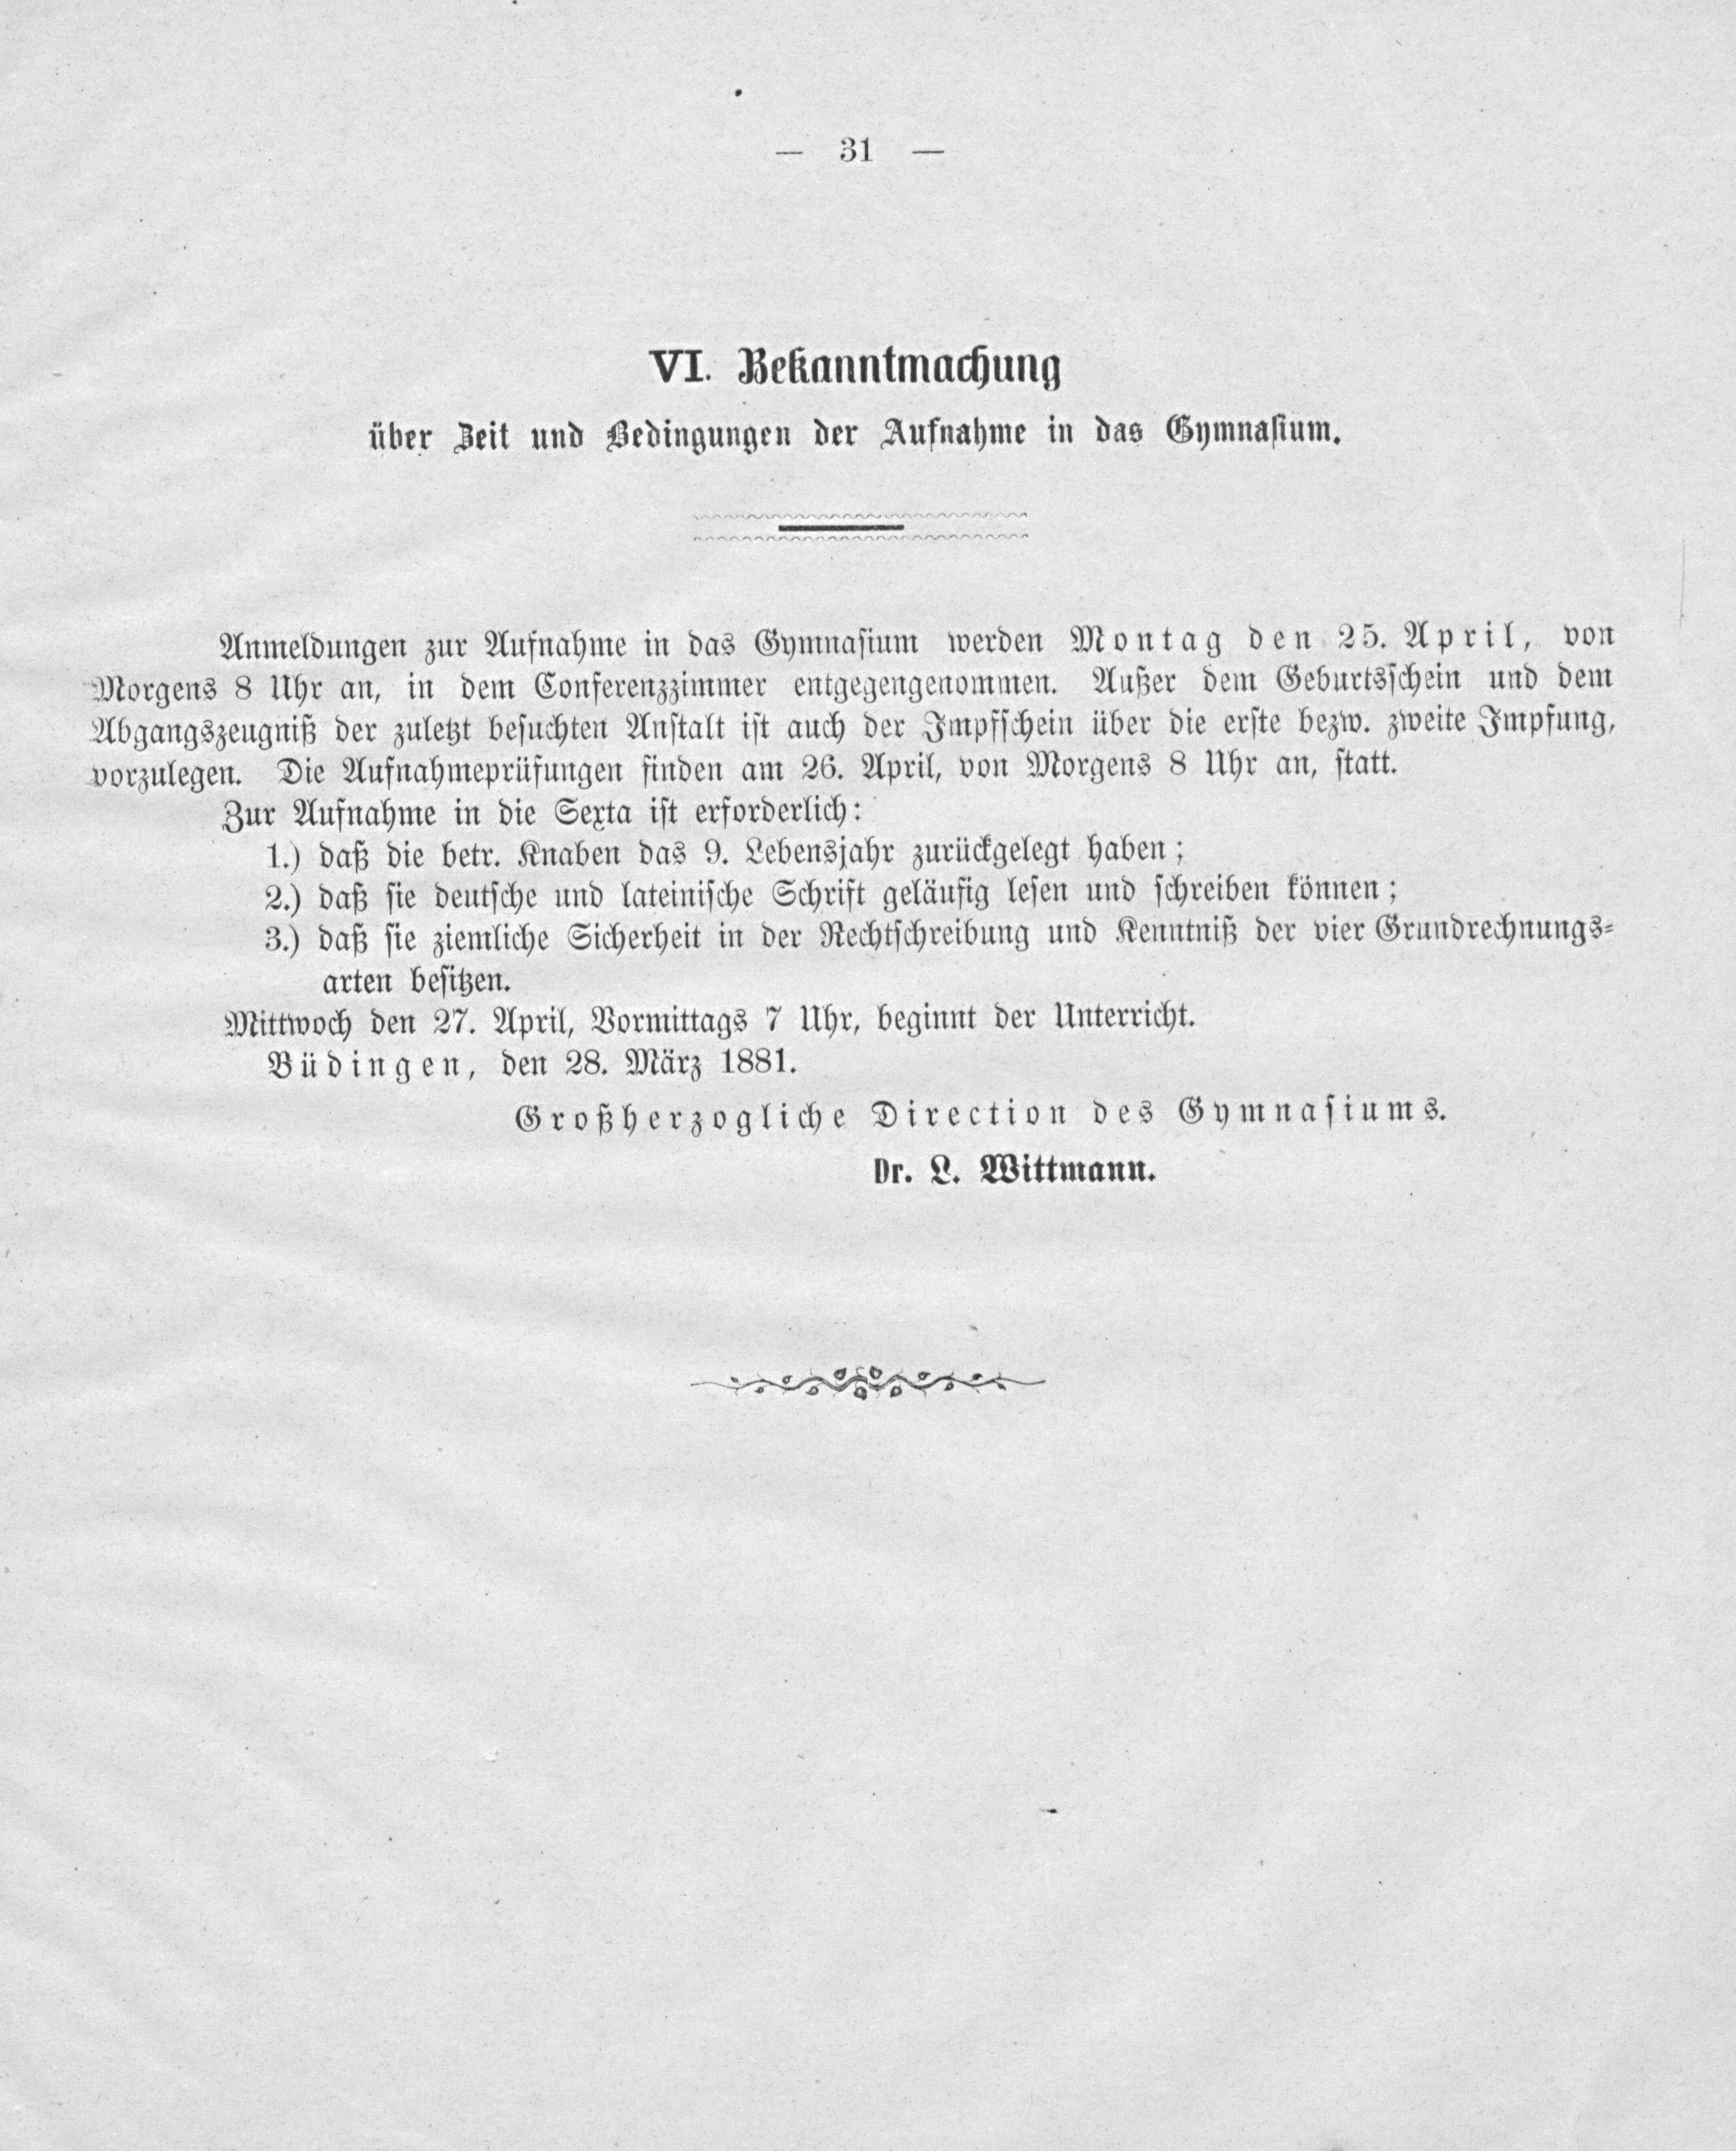 — 31 —
VI. Bekanntmachung
über Zeit und Bedingungen der Aufnahme in das Gymnasium.
Anmeldungen zur Aufnahme in das Gymnasium werden Montag den 25. April, von
Morgens 8 Uhr an, in dem Conferenzzimmer entgegengenommen. Außer dem Geburtsschein und dem
Abgangszeugniß der zuletzt besuchten Anstalt ist auch der Impfschein über die erste bezw. zweite Impfung,
vorzulegen. Die Aufnahmeprüfungen finden am 26. April, von Morgens 8 Uhr an, statt.
Zur Aufnahme in die Sexta ist erforderlich:
1.) daß die betr. Knaben das 9. Lebensjahr zurückgelegt haben;
2.) daß sie deutsche und lateinische Schrift geläufig lesen und schreiben können;
3.) daß sie ziemliche Sicherheit in der Rechtschreibung und Kenntniß der vier Grundrechnungs-
arten besitzen.
Mittwoch den 27. April, Vormittags 7 Uhr, beginnt der Unterricht.
Büdingen, den 28. März 1881.
Großherzogliche Direction des Gymnasiums.
Dr. L. Wittmann.